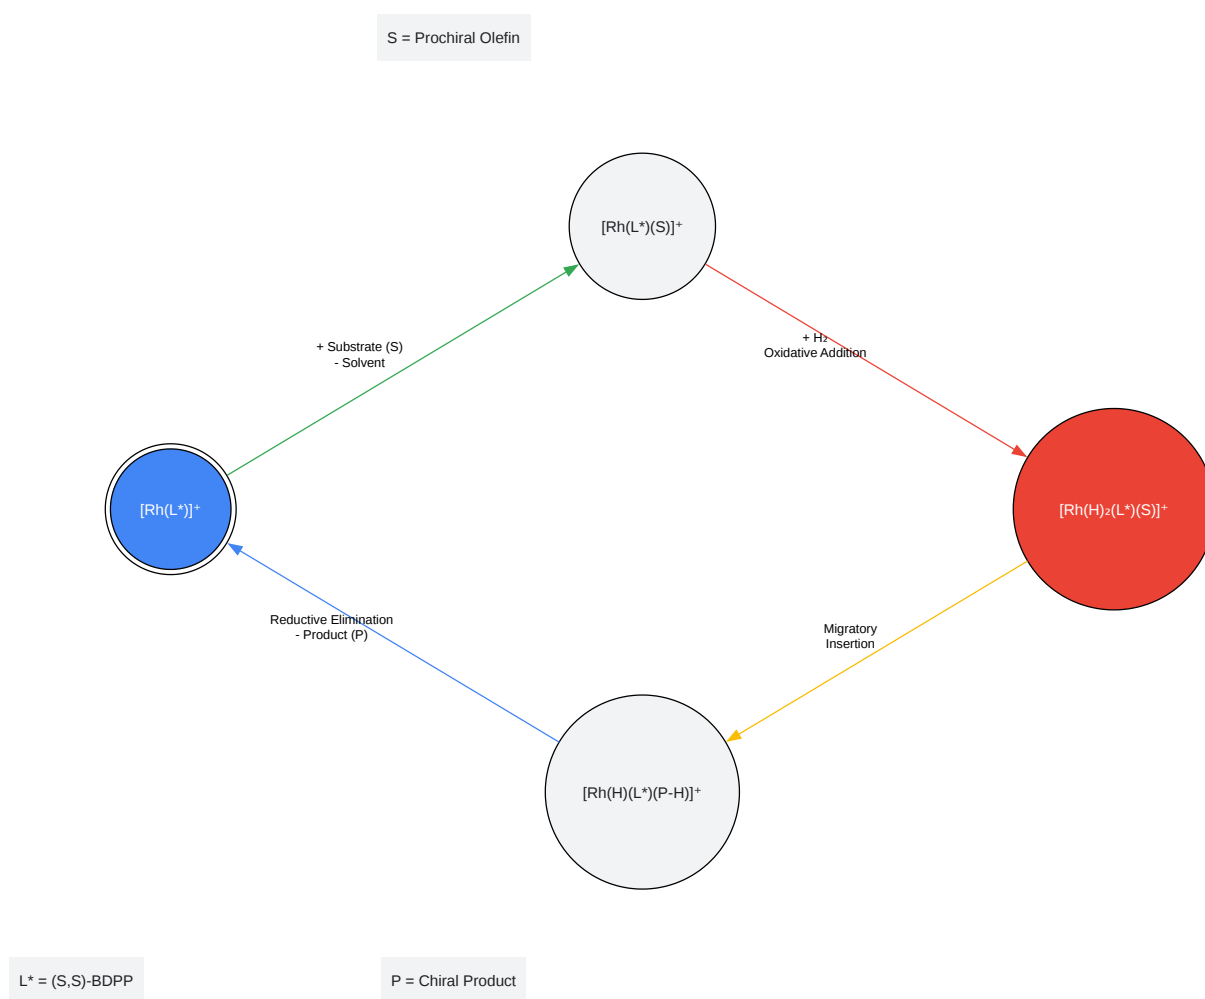 S = Prochiral Olefin
[Rh(L*)(S)]⁺
+ H₂
Oxidative Addition
+ Substrate (S)
- Solvent
[Rh(L*)]⁺
[Rh(H)₂(L*)(S)]⁺
Reductive Elimination
- Product (P)
Migratory
Insertion
[Rh(H)(L*)(P-H)]⁺
L* = (S,S)-BDPP
P = Chiral Product